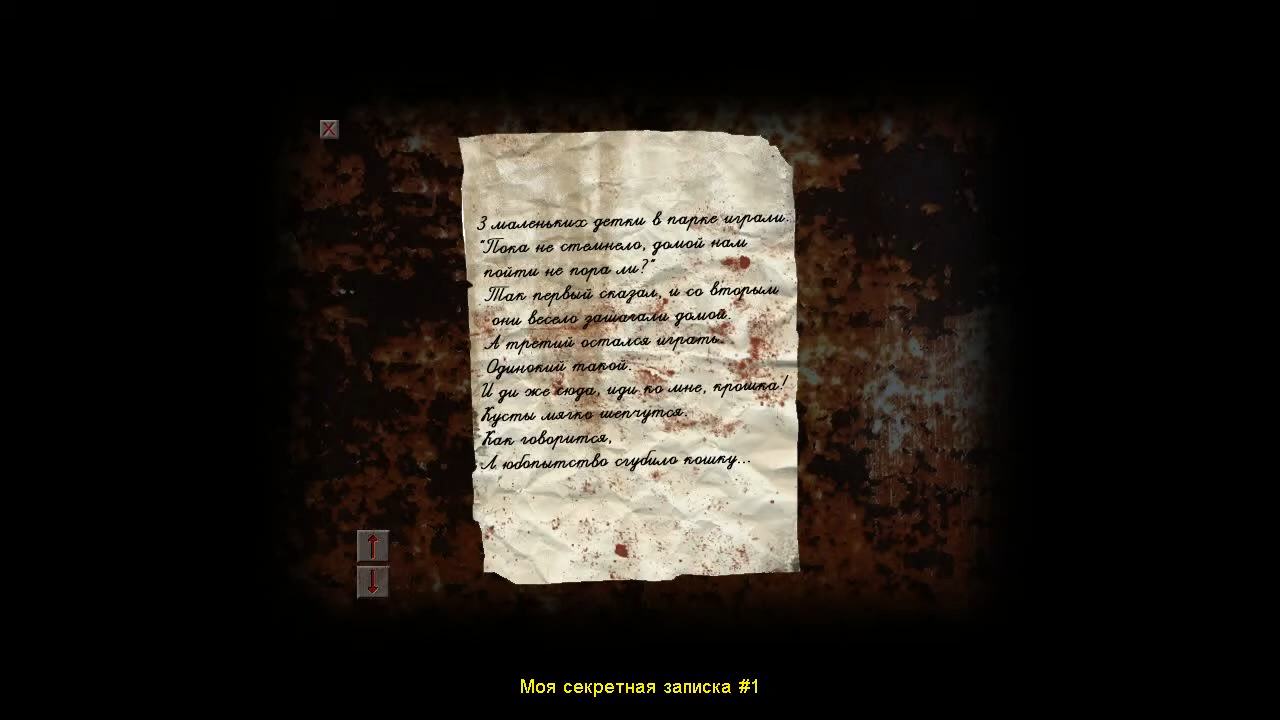 3 маленьких детки в парке играли.
"Пока не стемнело, домой нам
пойти не пора ли?"
Так первый сказал, и со вторым
они весело зашагали домой.
А третий остался играть.
Одинокий такой.
И ди же сюда, иди ко мне, крошка!
Кусты мягко шепчутся.
Как говорится,
Л юбопытство сгубило кошку...
Моя секретная записка #1